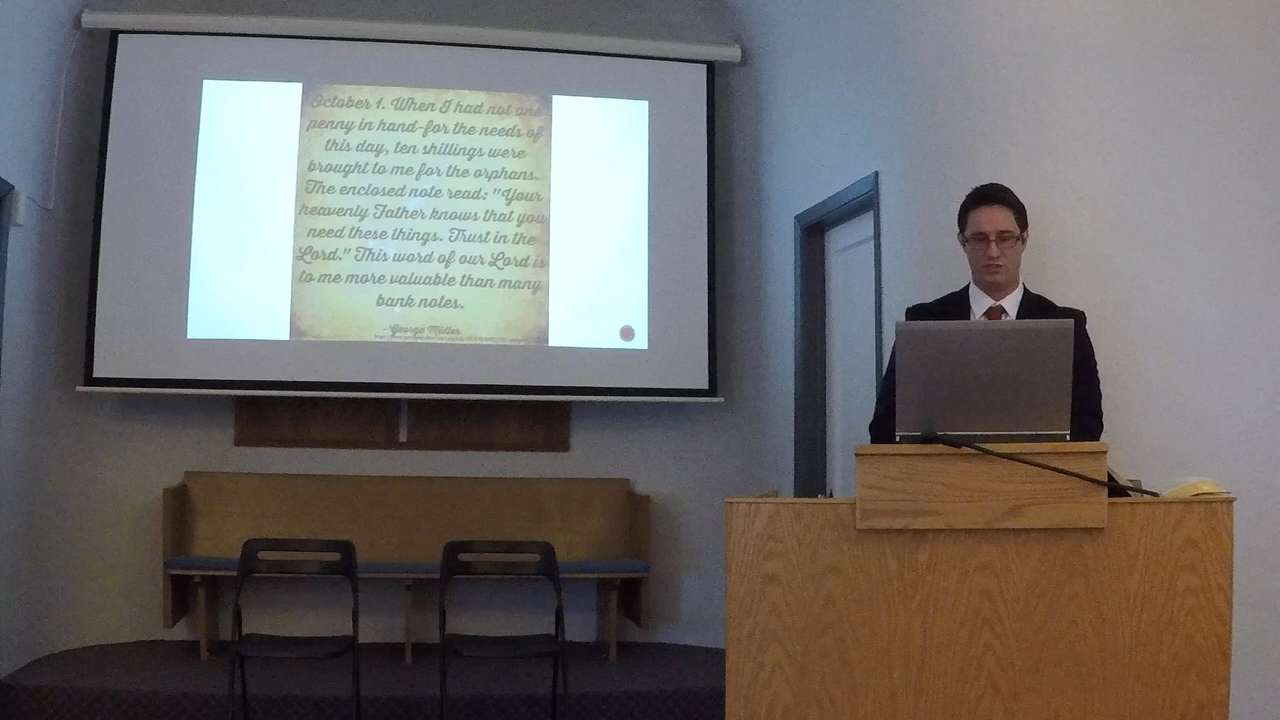 October 1. When I had not one
penny in hand-for the needs of
this day, ten shillings were
brought to me for the orphans.
The enclosed note read: "Your
heavenly Father knows that you
need these things. Trust in the
Lord." This word of our Lord is
to me more valuable than many
bank notes.
- George Müller